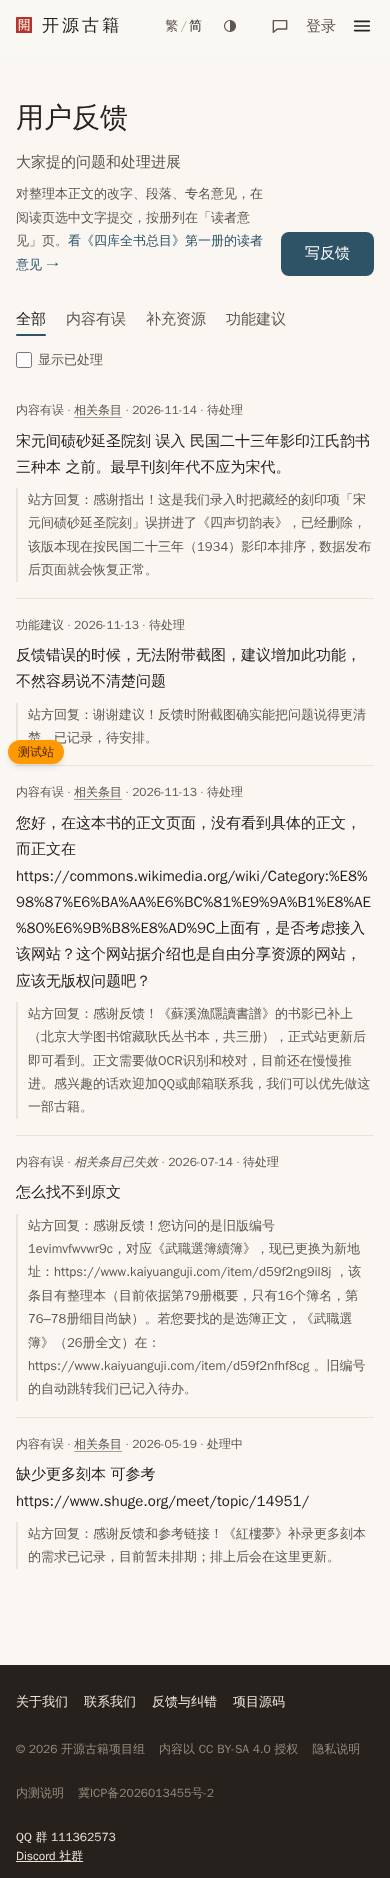 開 开源古籍 繁 / 简 登录
用户反馈
大家提的问题和处理进展
对整理本正文的改字、段落、专名意见，在
阅读页选中文字提交，按册列在「读者意
见」页。看《四库全书总目》第一册的读者
意见 →
写反馈
全部 内容有误 补充资源 功能建议
显示已处理
内容有误 · 相关条目 · 2026-11-14 · 待处理
宋元间碛砂延圣院刻 误入 民国二十三年影印江氏韵书
三种本 之前。最早刊刻年代不应为宋代。
站方回复：感谢指出！这是我们录入时把藏经的刻印项「宋
元间碛砂延圣院刻」误拼进了《四声切韵表》，已经删除，
该版本现在按民国二十三年（1934）影印本排序，数据发布
后页面就会恢复正常。
功能建议 · 2026-11-13 · 待处理
反馈错误的时候，无法附带截图，建议增加此功能，
不然容易说不清楚问题
站方回复：谢谢建议！反馈时附截图确实能把问题说得更清
楚，已记录，待安排。
测试站
内容有误 · 相关条目 · 2026-11-13 · 待处理
您好，在这本书的正文页面，没有看到具体的正文，
而正文在
https://commons.wikimedia.org/wiki/Category:%E8%
98%87%E6%BA%AA%E6%BC%81%E9%9A%B1%E8%AE
%80%E6%9B%B8%E8%AD%9C上面有，是否考虑接入
该网站？这个网站据介绍也是自由分享资源的网站，
应该无版权问题吧？
站方回复：感谢反馈！《蘇溪漁隱讀書譜》的书影已补上
（北京大学图书馆藏耿氏丛书本，共三册），正式站更新后
即可看到。正文需要做OCR识别和校对，目前还在慢慢推
进。感兴趣的话欢迎加QQ或邮箱联系我，我们可以优先做这
一部古籍。
内容有误 · 相关条目已失效 · 2026-07-14 · 待处理
怎么找不到原文
站方回复：感谢反馈！您访问的是旧版编号
1evimvfwvwr9c，对应《武職選簿續簿》，现已更换为新地
址：https://www.kaiyuanguji.com/item/d59f2ng9il8j ，该
条目有整理本（目前依据第79册概要，只有16个簿名，第
76–78册细目尚缺）。若您要找的是选簿正文，《武職選
簿》（26册全文）在：
https://www.kaiyuanguji.com/item/d59f2nfhf8cg 。旧编号
的自动跳转我们已记入待办。
内容有误 · 相关条目 · 2026-05-19 · 处理中
缺少更多刻本 可参考
https://www.shuge.org/meet/topic/14951/
站方回复：感谢反馈和参考链接！《紅樓夢》补录更多刻本
的需求已记录，目前暂未排期；排上后会在这里更新。
关于我们 联系我们 反馈与纠错 项目源码
© 2026 开源古籍项目组 内容以 CC BY-SA 4.0 授权 隐私说明
内测说明 冀ICP备2026013455号-2
QQ 群 111362573
Discord 社群